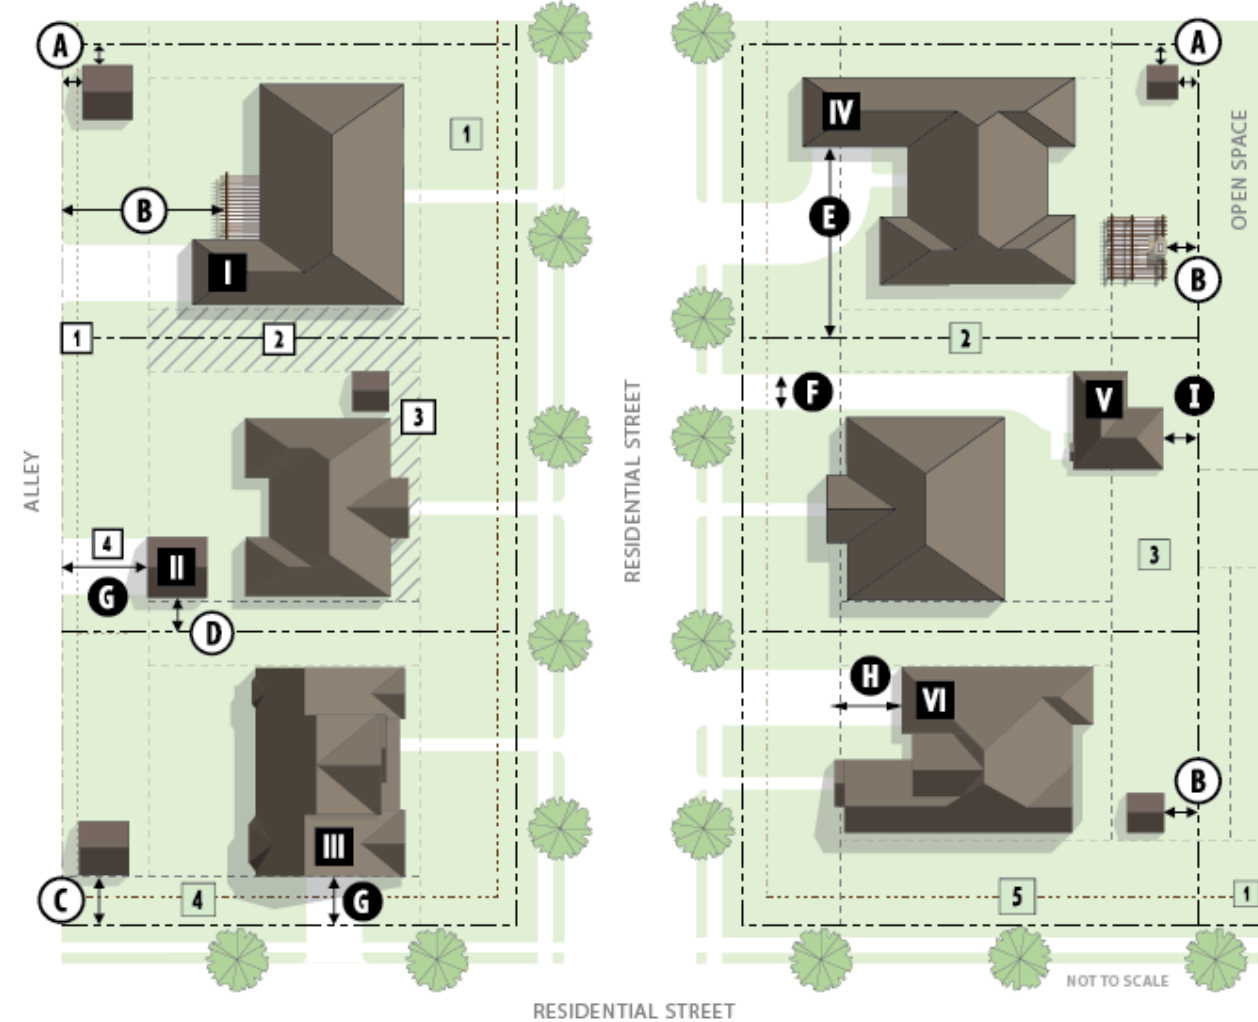 A
A
IV
1
OPEN SPACE
B
E
I
B
1
2
2
F
V
I
3
ALLEY
RESIDENTIAL STREET
4
II
3
G
D
H
VI
B
III
C
4
G
5
1
NOT TO SCALE
RESIDENTIAL STREET